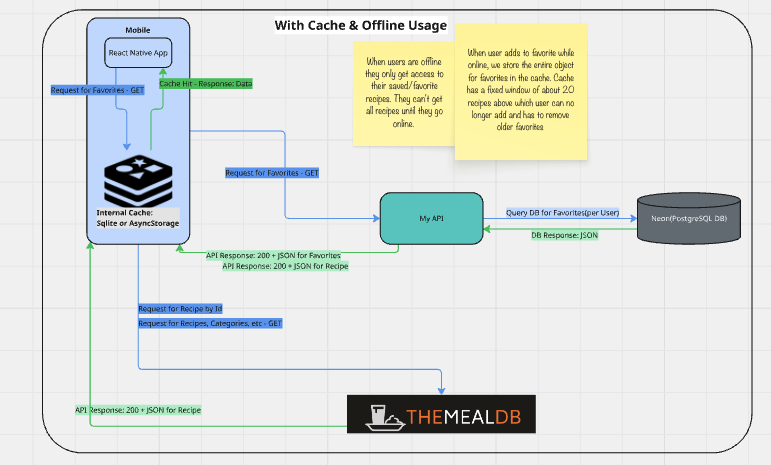 With Cache & Offline Usage
Mobile
React Native App
Request for Favorites - GET
Cache Hit - Response: Data
Internal Cache:
Sqlite or AsyncStorage
When users are offline
they only get access to
their saved/favorite
recipes. They can't get
all recipes until they go
online.
When user adds to favorite while
online, we store the entire object
for favorites in the cache. Cache
has a fixed window of about 20
recipes above which user can no
longer add and has to remove
older favorites
Request for Favorites - GET
My API
Query DB for Favorites(per User)
DB Response: JSON
Neon(PostgreSQL DB)
API Response: 200 + JSON for Favorites
API Response: 200 + JSON for Recipe
Request for Recipe by Id
Request for Recipes, Categories, etc - GET
API Response: 200 + JSON for Recipe
THEMEALDB